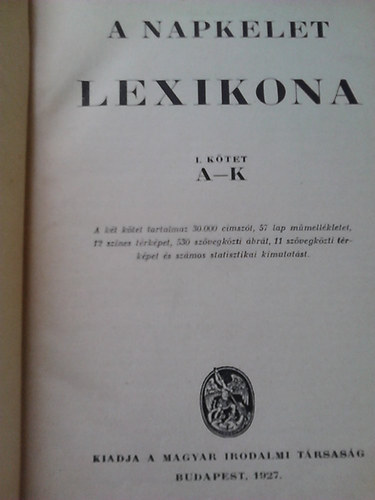 A NAPKELET
LEXIKONA
I. KÖTET
A—K
A két kötet tartalmaz 30.000 címszót, 57 lap műmellékletet,
12 színes térképet, 530 szövegközti ábrát, 11 szövegközti tér-
képet és számos statisztikai kimutatást.
KIADJA A MAGYAR IRODALMI TÁRSASÁG
BUDAPEST, 1927.